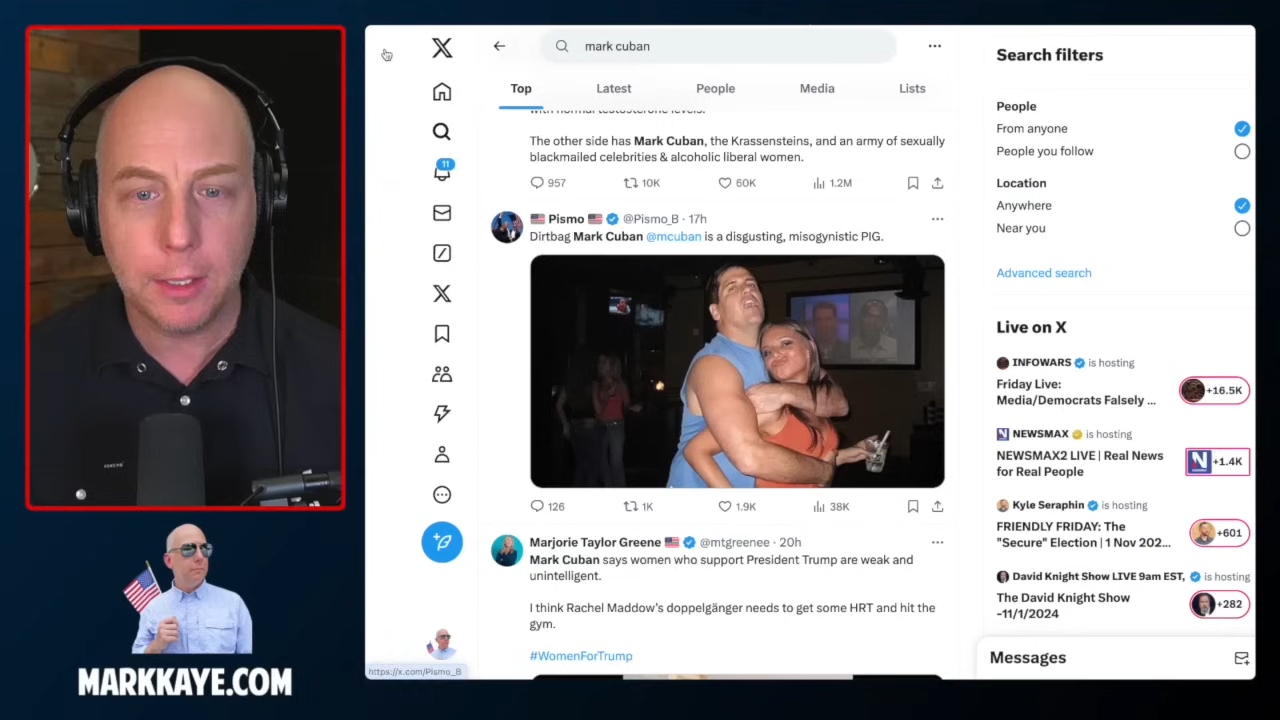 mark cuban
Top
Latest
People
Media
Lists
with normal testosterone levels.
The other side has Mark Cuban, the Krassensteins, and an army of sexually
blackmailed celebrities & alcoholic liberal women.
957
10K
60K
1.2M
Pismo @Pismo_B · 17h
Dirtbag Mark Cuban @mcuban is a disgusting, misogynistic PIG.
126
1K
1.9K
38K
Marjorie Taylor Greene @mtgreenee · 20h
Mark Cuban says women who support President Trump are weak and
unintelligent.
I think Rachel Maddow's doppelgänger needs to get some HRT and hit the
gym.
#WomenForTrump
11
https://x.com/Pismo_B
Search filters
People
From anyone
People you follow
Location
Anywhere
Near you
Advanced search
Live on X
INFOWARS is hosting
Friday Live:
Media/Democrats Falsely ...
+16.5K
NEWSMAX is hosting
NEWSMAX2 LIVE | Real News
for Real People
+1.4K
Kyle Seraphin is hosting
FRIENDLY FRIDAY: The
"Secure" Election | 1 Nov 202...
+601
David Knight Show LIVE 9am EST, is hosting
The David Knight Show
-11/1/2024
+282
Messages
MARKKAYE.COM